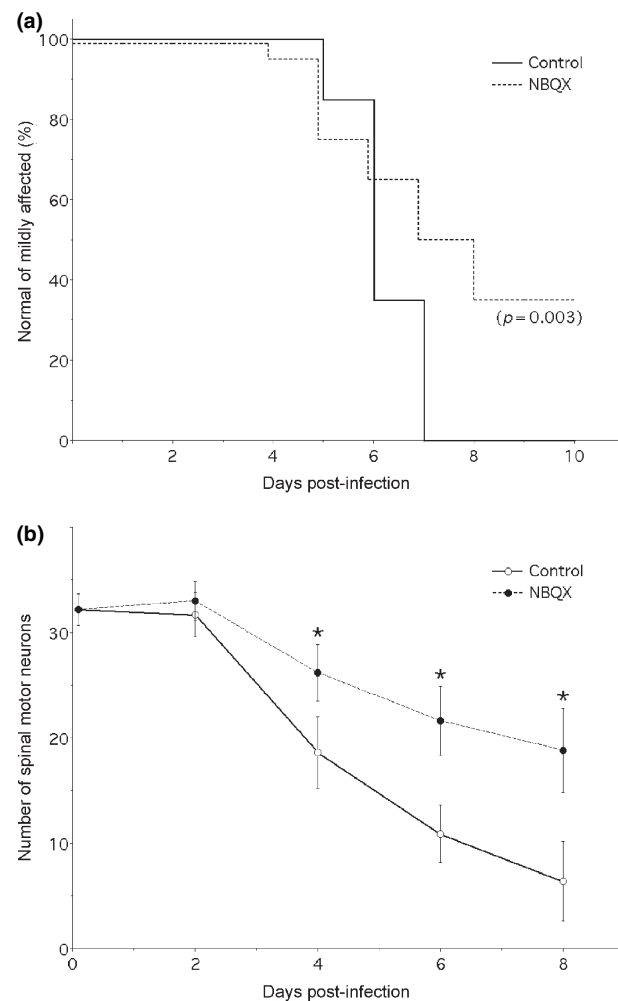 (a)
100
80
60
40
20
0
Normal of mildly affected (%)
Control
NBQX
(p=0.003)
2 4 6 8 10
Days post-infection
(b)
30
20
10
0
Number of spinal motor neurons
Control
NBQX
*
*
*
0 2 4 6 8
Days post-infection